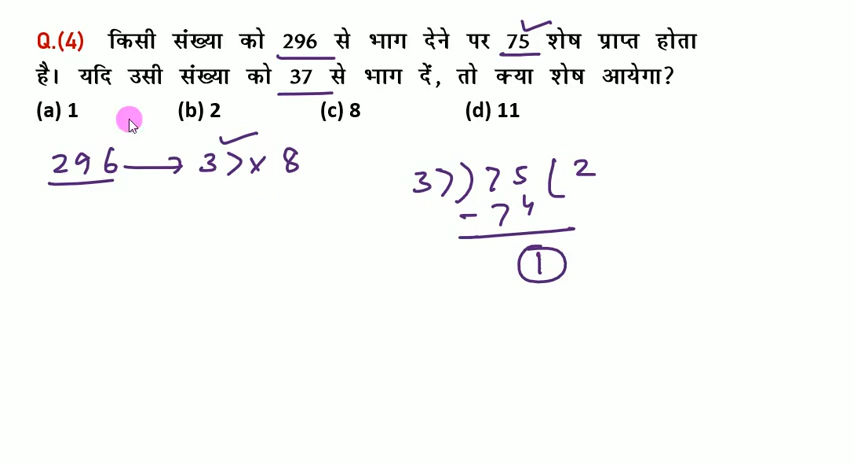 Q.(4) किसी संख्या को 296 से भाग देने पर 75 शेष प्राप्त होता
है। यदि उसी संख्या को 37 से भाग दें, तो क्या शेष आयेगा?
(a) 1 (b) 2 (c) 8 (d) 11
296 → 37 x 8
37) 75 (2
- 74
1